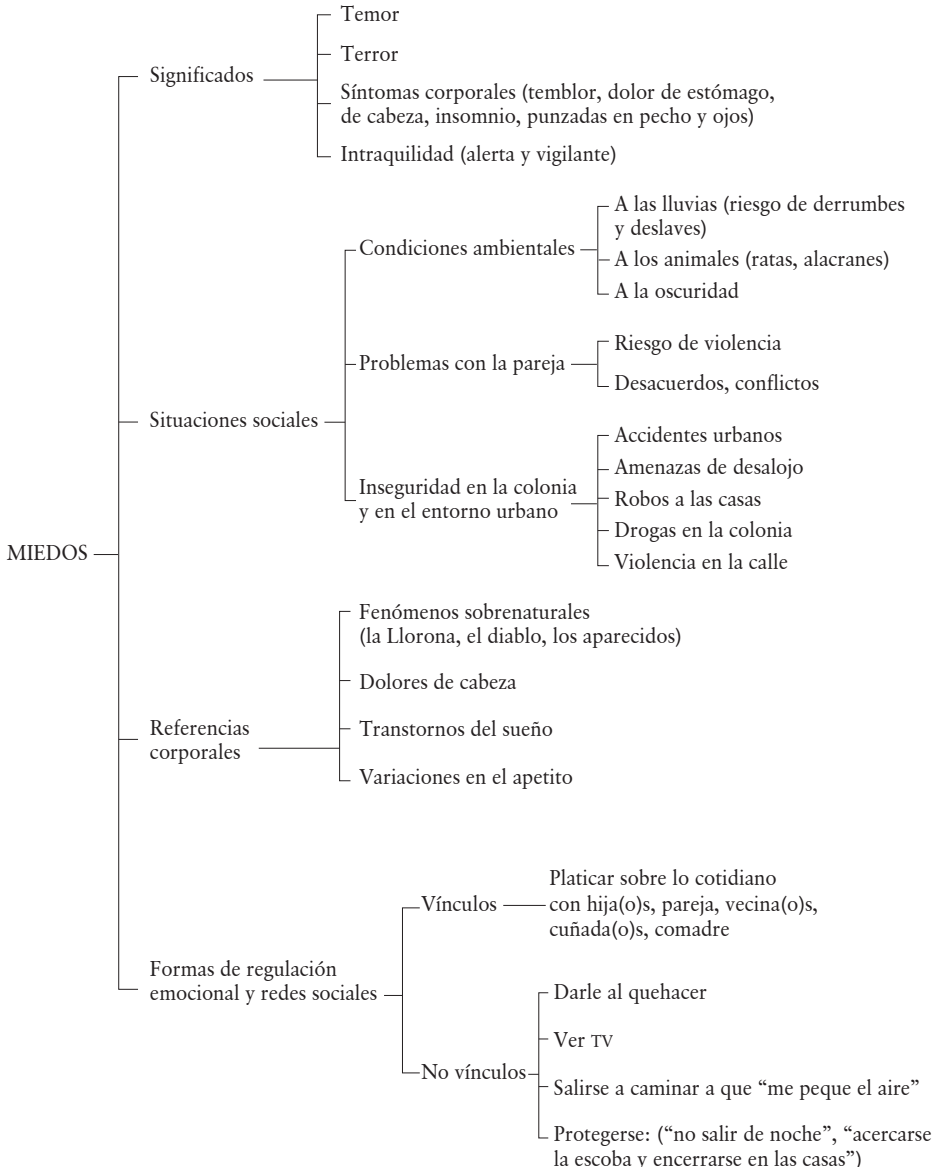 MIEDOS
Significados
Temor
Terror
Síntomas corporales (temblor, dolor de estómago,
de cabeza, insomnio, punzadas en pecho y ojos)
Intraquilidad (alerta y vigilante)
Situaciones sociales
Condiciones ambientales
A las lluvias (riesgo de derrumbes
y deslaves)
A los animales (ratas, alacranes)
A la oscuridad
Problemas con la pareja
Riesgo de violencia
Desacuerdos, conflictos
Inseguridad en la colonia
y en el entorno urbano
Accidentes urbanos
Amenazas de desalojo
Robos a las casas
Drogas en la colonia
Violencia en la calle
Referencias
corporales
Fenómenos sobrenaturales
(la Llorona, el diablo, los aparecidos)
Dolores de cabeza
Transtornos del sueño
Variaciones en el apetito
Formas de regulación
emocional y redes sociales
Vínculos
Platicar sobre lo cotidiano
con hija(o)s, pareja, vecina(o)s,
cuñada(o)s, comadre
No vínculos
Darle al quehacer
Ver TV
Salirse a caminar a que “me peque el aire”
Protegerse: (“no salir de noche”, “acercarse
la escoba y encerrarse en las casas”)